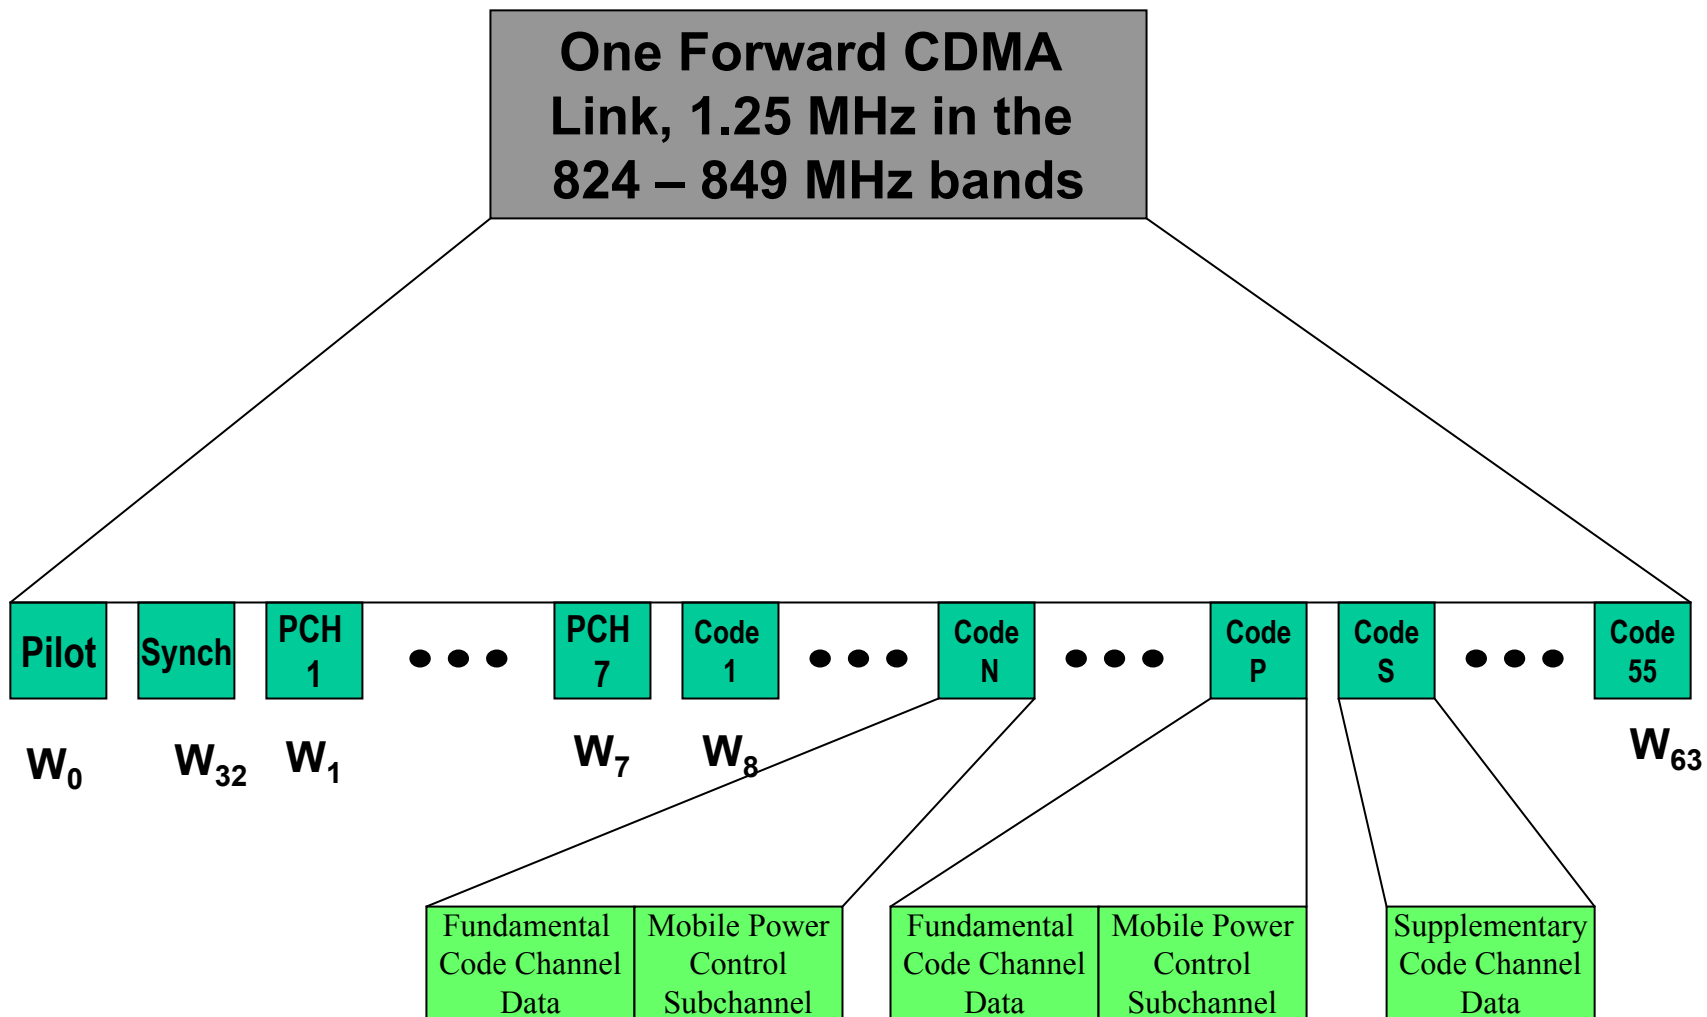 One Forward CDMA
Link, 1.25 MHz in the
824 – 849 MHz bands
Pilot
Synch
PCH
1
PCH
7
Code
1
Code
N
Code
P
Code
S
Code
55
W0
W32
W1
W7
W8
W63
Fundamental
Code Channel
Data
Mobile Power
Control
Subchannel
Fundamental
Code Channel
Data
Mobile Power
Control
Subchannel
Supplementary
Code Channel
Data